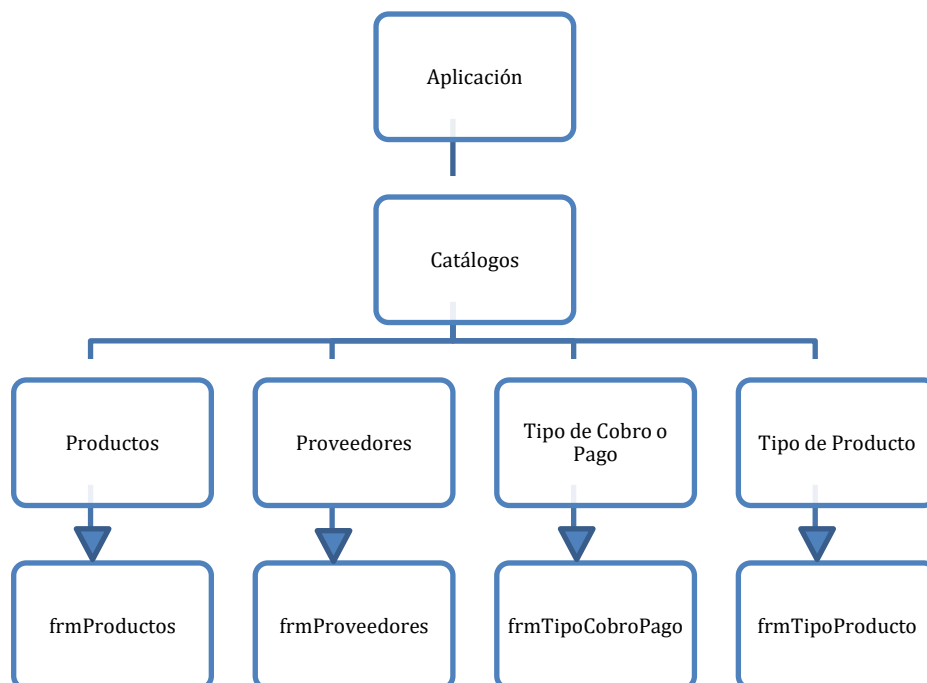 Aplicación
Catálogos
Productos
Proveedores
Tipo de Cobro o
Pago
Tipo de Producto
frmProductos
frmProveedores
frmTipoCobroPago
frmTipoProducto